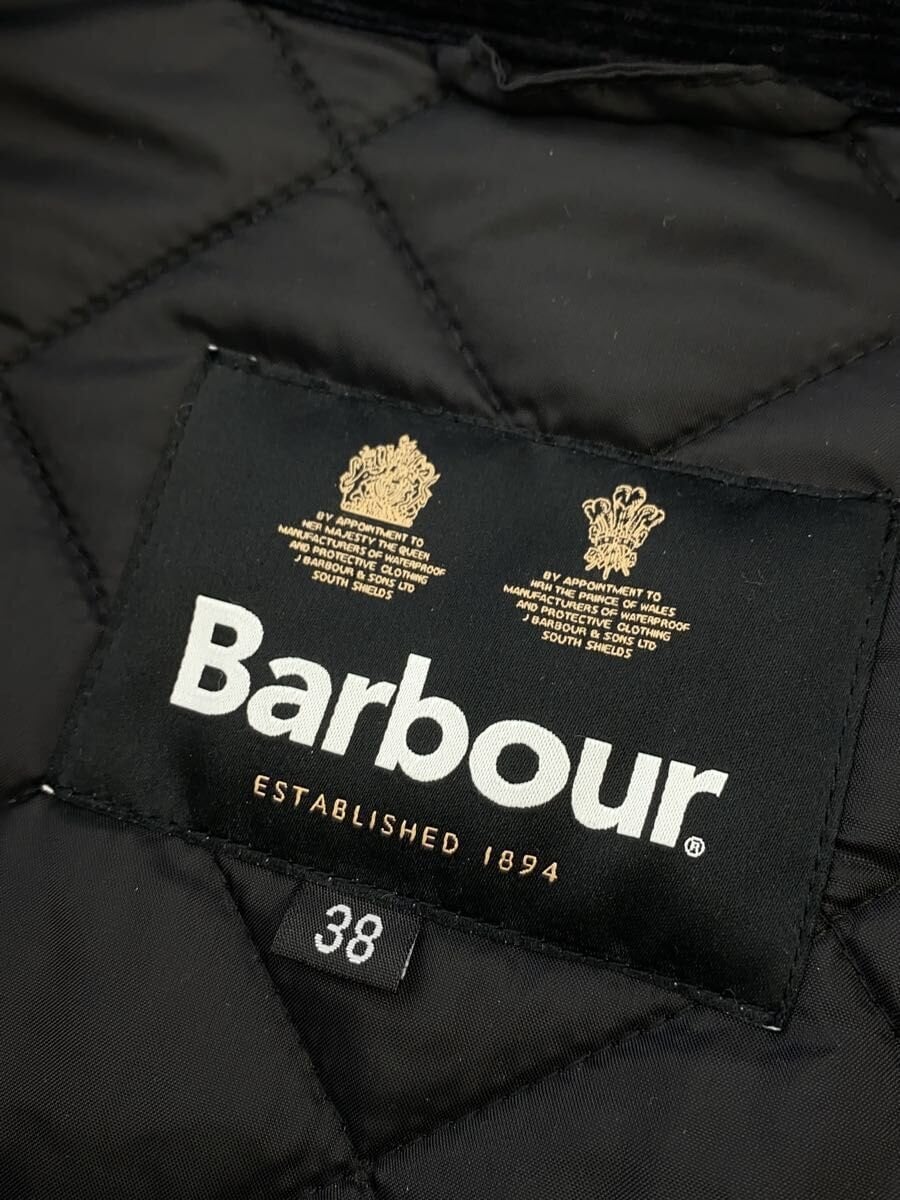 BY APPOINTMENT TO
HER MAJESTY THE QUEEN
MANUFACTURERS OF WATERPROOF
AND PROTECTIVE CLOTHING
J BARBOUR & SONS LTD
SOUTH SHIELDS
BY APPOINTMENT TO
HRH THE PRINCE OF WALES
MANUFACTURERS OF WATERPROOF
AND PROTECTIVE CLOTHING
J BARBOUR & SONS LTD
SOUTH SHIELDS
Barbour®
ESTABLISHED 1894
38